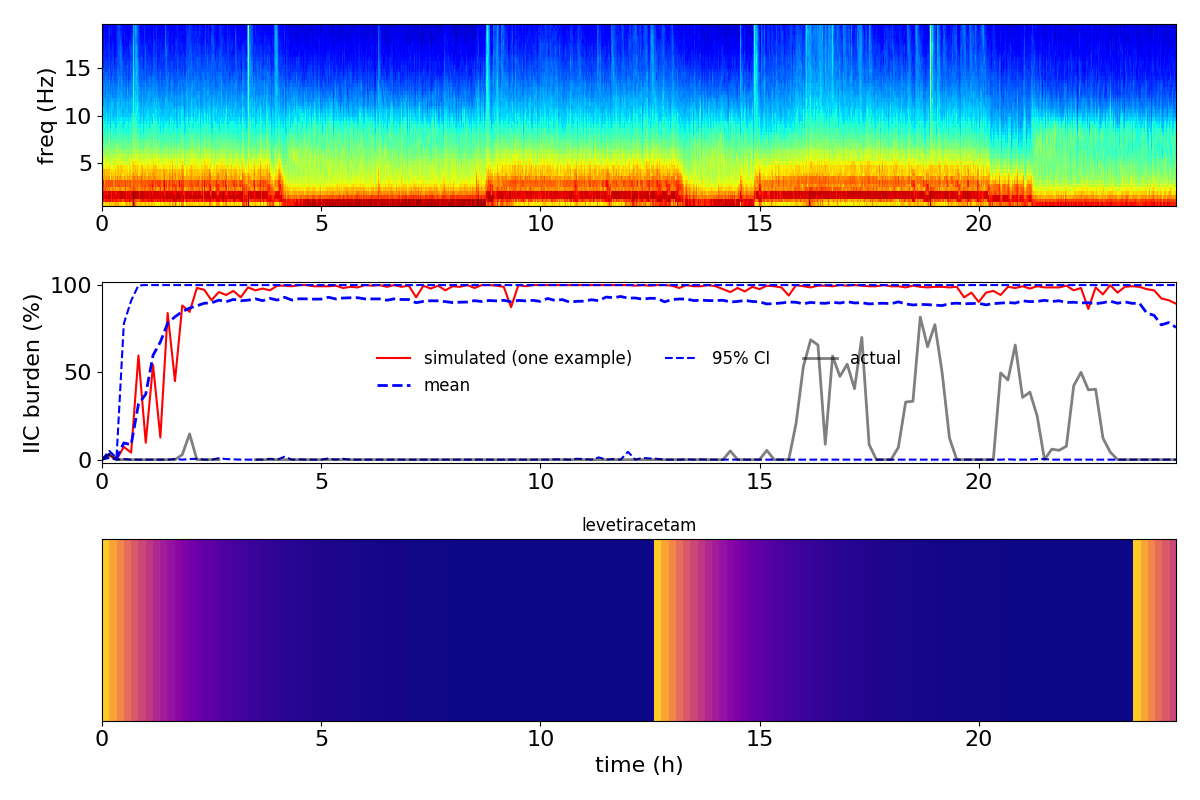 freq (Hz)
15
10
5
0 5 10 15 20
IIC burden (%)
100
50
0
simulated (one example) 95% CI actual
mean
0 5 10 15 20
levetiracetam
0 5 10 15 20
time (h)